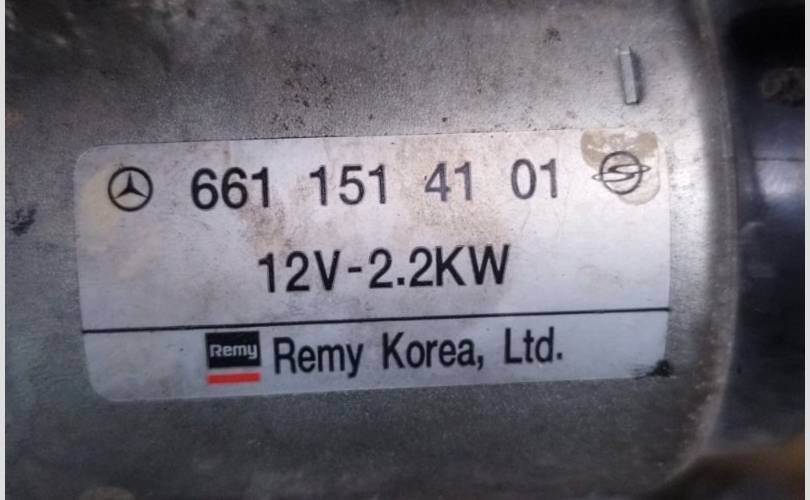 661 151 41 01
12V-2.2KW
Remy Remy Korea, Ltd.